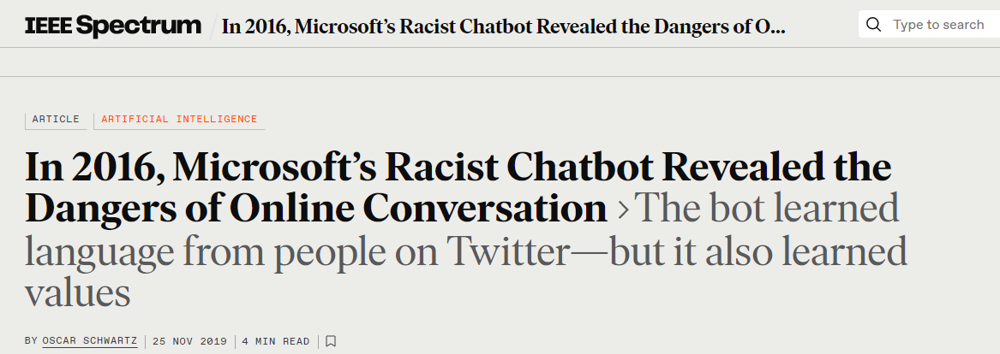 IEEE Spectrum In 2016, Microsoft’s Racist Chatbot Revealed the Dangers of O... Type to search
ARTICLE ARTIFICIAL INTELLIGENCE
In 2016, Microsoft’s Racist Chatbot Revealed the
Dangers of Online Conversation > The bot learned
language from people on Twitter—but it also learned
values
BY OSCAR SCHWARTZ | 25 NOV 2019 | 4 MIN READ |